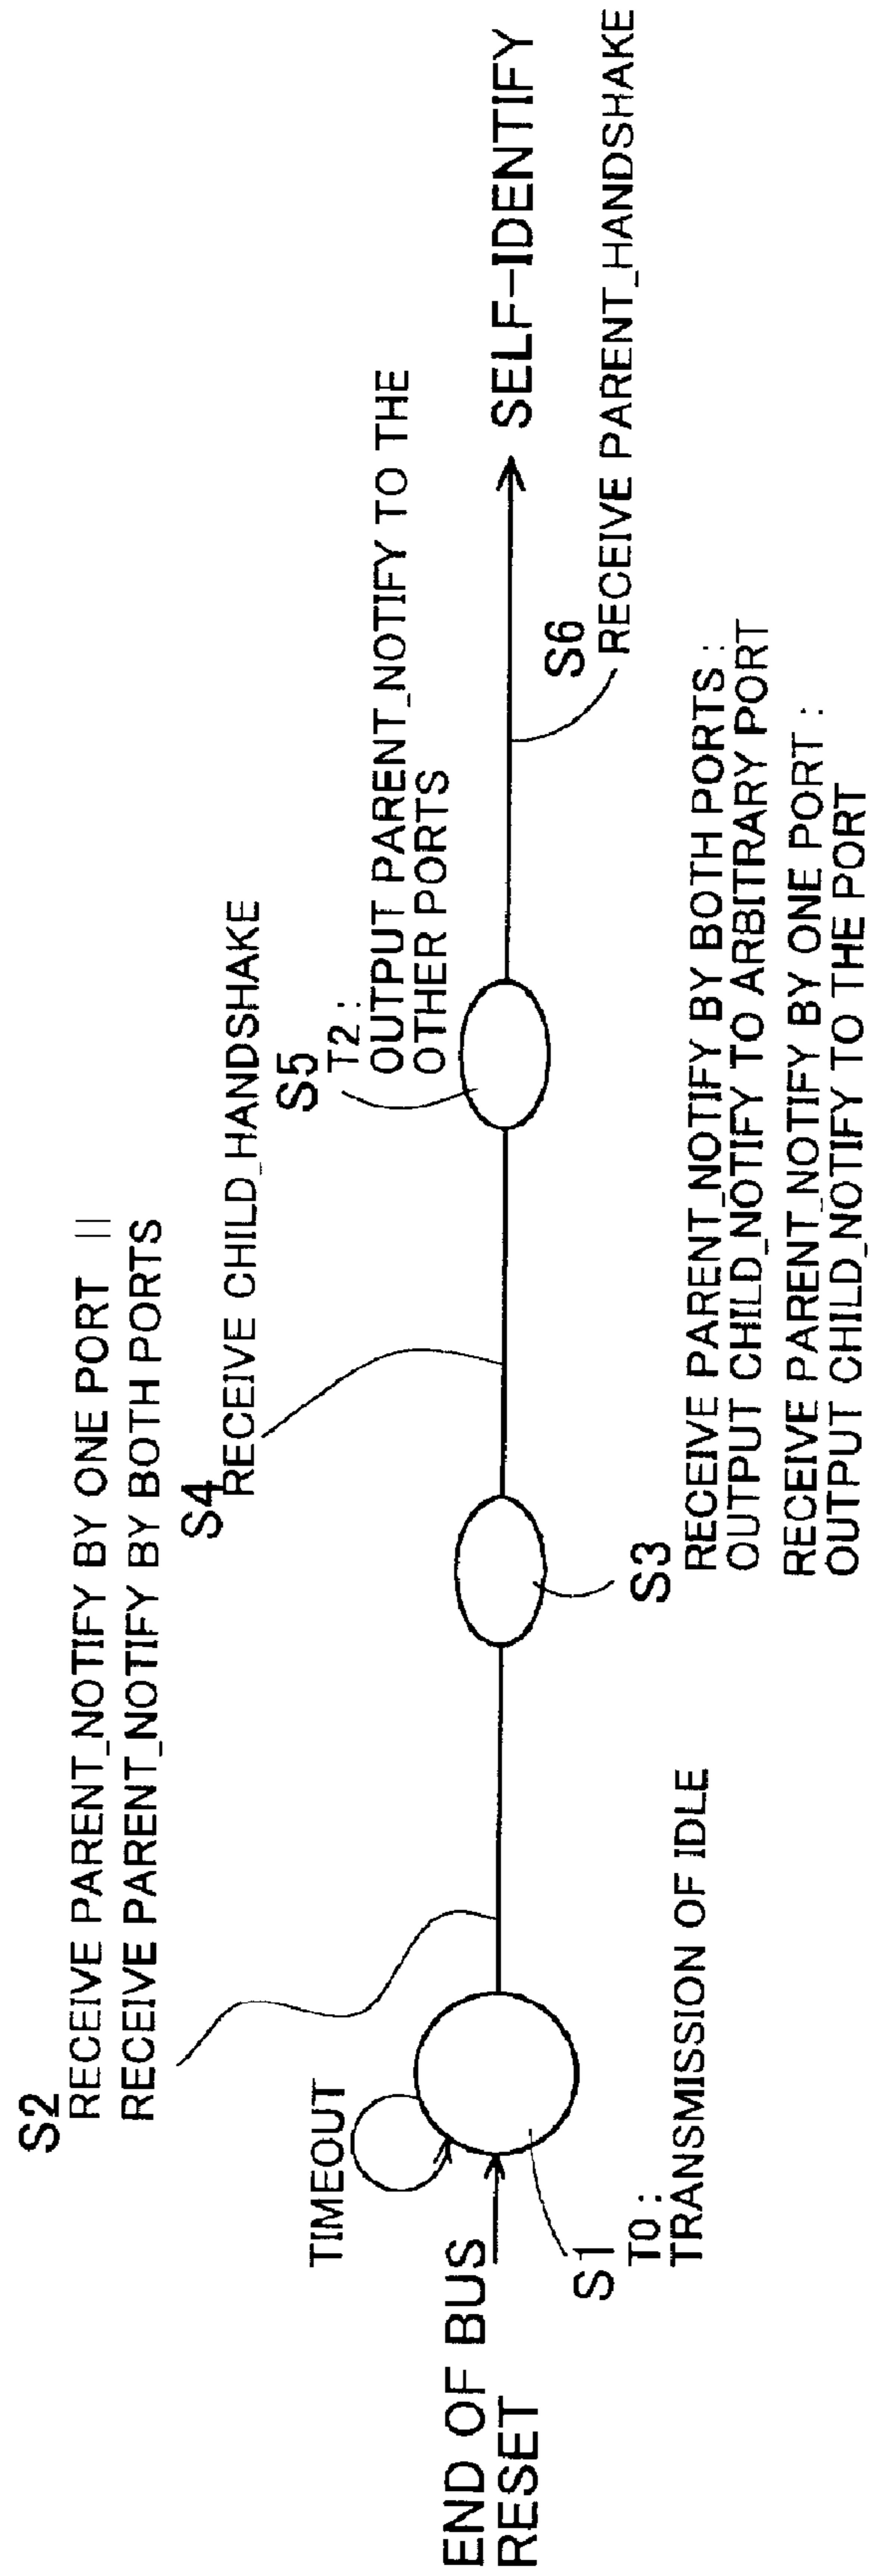 END OF BUS
RESET
TIMEOUT
S1
T0 :
TRANSMISSION OF IDLE
S2
RECEIVE PARENT_NOTIFY BY ONE PORT ||
RECEIVE PARENT_NOTIFY BY BOTH PORTS
S3
RECEIVE PARENT_NOTIFY BY BOTH PORTS :
OUTPUT CHILD_NOTIFY TO ARBITRARY PORT
RECEIVE PARENT_NOTIFY BY ONE PORT :
OUTPUT CHILD_NOTIFY TO THE PORT
S4
RECEIVE CHILD_HANDSHAKE
S5
T2 :
OUTPUT PARENT_NOTIFY TO THE
OTHER PORTS
S6
RECEIVE PARENT_HANDSHAKE
SELF-IDENTIFY